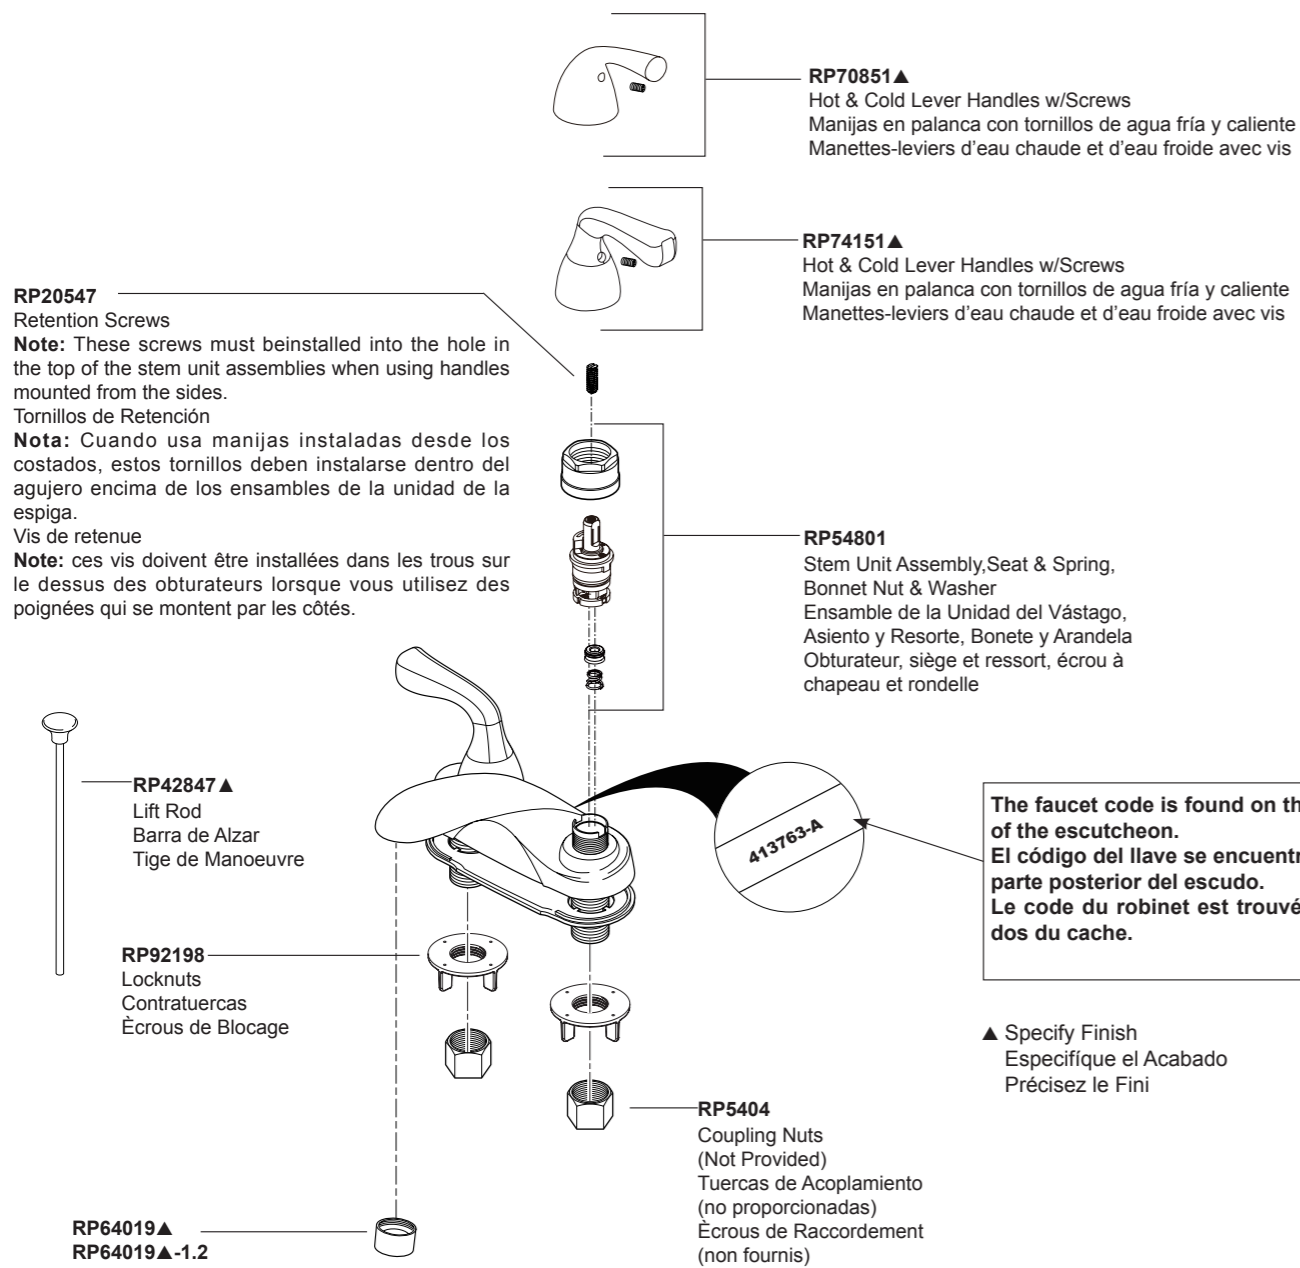 RP70851▲
Hot & Cold Lever Handles w/Screws
Manijas en palanca con tornillos de agua fría y caliente
Manettes-leviers d'eau chaude et d'eau froide avec vis
RP74151▲
Hot & Cold Lever Handles w/Screws
Manijas en palanca con tornillos de agua fría y caliente
Manettes-leviers d'eau chaude et d'eau froide avec vis
RP20547
Retention Screws
Note: These screws must beinstalled into the hole in
the top of the stem unit assemblies when using handles
mounted from the sides.
Tornillos de Retención
Nota: Cuando usa manijas instaladas desde los
costados, estos tornillos deben instalarse dentro del
agujero encima de los ensambles de la unidad de la
espiga.
Vis de retenue
Note: ces vis doivent être installées dans les trous sur
le dessus des obturateurs lorsque vous utilisez des
poignées qui se montent par les côtés.
RP54801
Stem Unit Assembly,Seat & Spring,
Bonnet Nut & Washer
Ensamble de la Unidad del Vástago,
Asiento y Resorte, Bonete y Arandela
Obturateur, siège et ressort, écrou à
chapeau et rondelle
RP42847▲
Lift Rod
Barra de Alzar
Tige de Manoeuvre
413763-A
The faucet code is found on th
of the escutcheon.
El código del llave se encuentr
parte posterior del escudo.
Le code du robinet est trouvé
dos du cache.
RP92198
Locknuts
Contratuercas
Ècrous de Blocage
▲ Specify Finish
Especifíque el Acabado
Précisez le Fini
RP5404
Coupling Nuts
(Not Provided)
Tuercas de Acoplamiento
(no proporcionadas)
Ècrous de Raccordement
(non fournis)
RP64019▲
RP64019▲-1.2